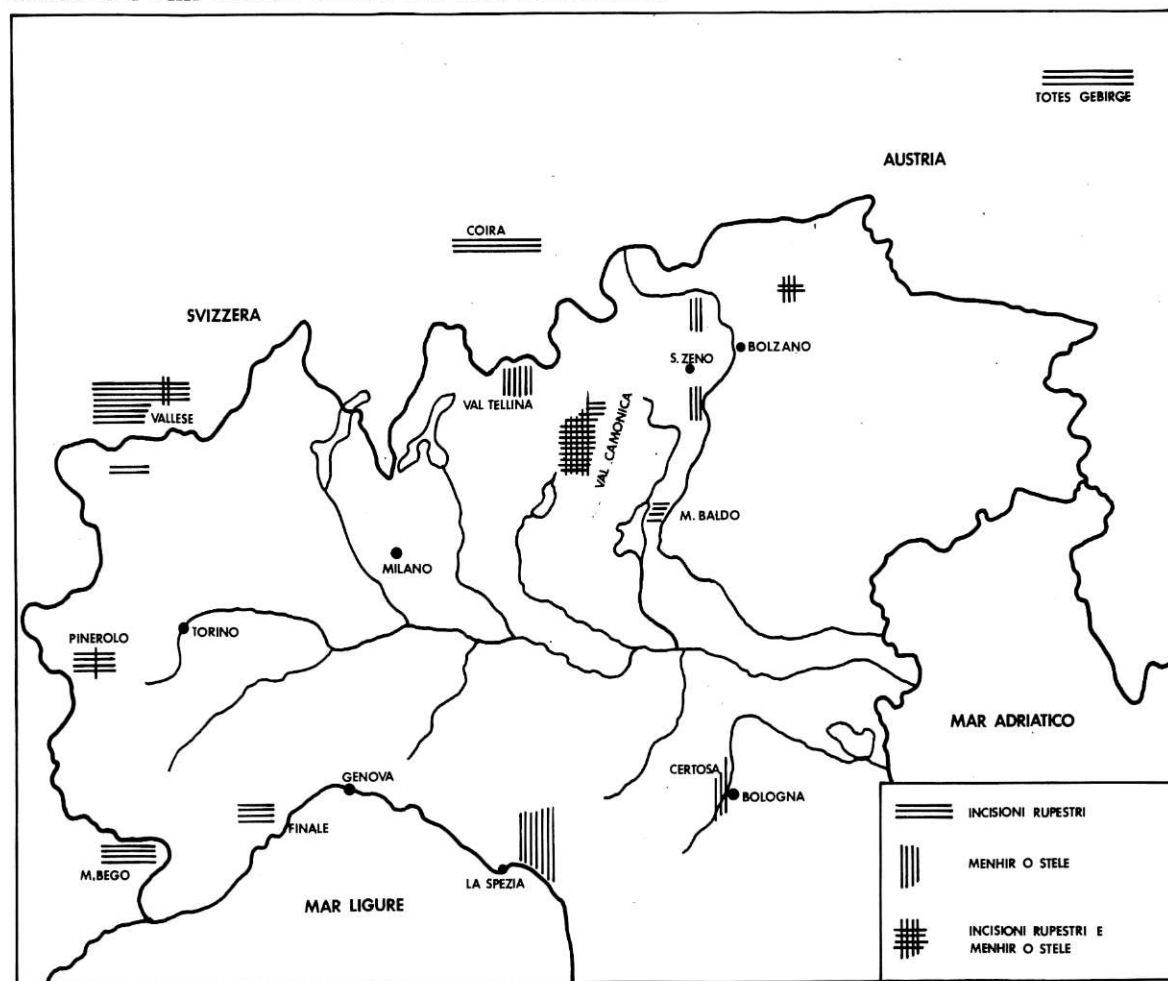 TOTES GEBIRGE
AUSTRIA
COIRA
SVIZZERA
BOLZANO
S. ZENO
VAL TELLINA
VALLESE
VAL CAMONICA
M. BALDO
MILANO
PINEROLO
TORINO
MAR ADRIATICO
CERTOSA
GENOVA
BOLOGNA
FINALE
M. BEGO
LA SPEZIA
MAR LIGURE
INCISIONI RUPESTRI
MENHIR O STELE
INCISIONI RUPESTRI E
MENHIR O STELE